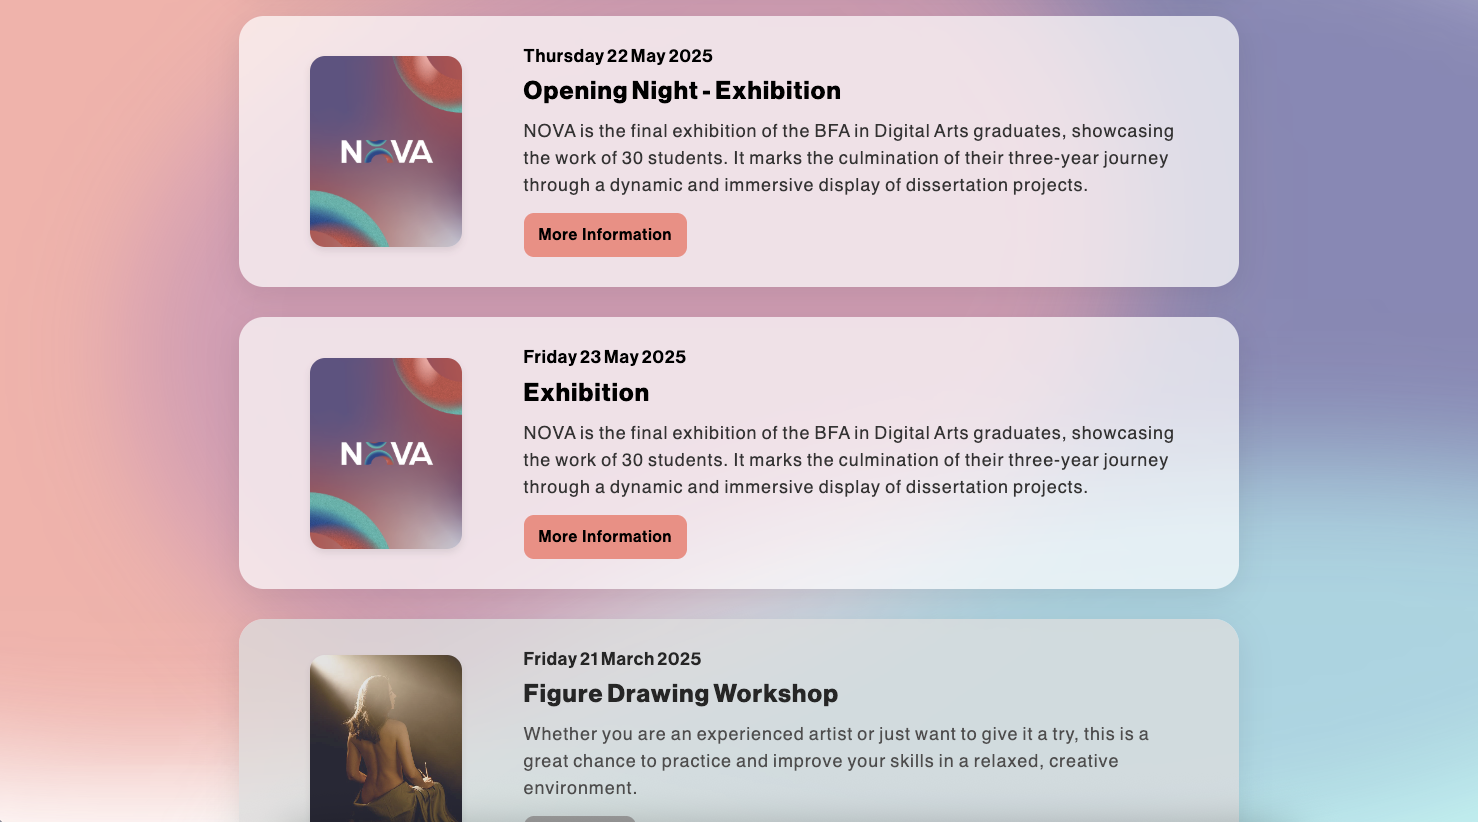 Thursday 22 May 2025
Opening Night - Exhibition
NOVA is the final exhibition of the BFA in Digital Arts graduates, showcasing
the work of 30 students. It marks the culmination of their three-year journey
through a dynamic and immersive display of dissertation projects.
More Information
NOVA
Friday 23 May 2025
Exhibition
NOVA is the final exhibition of the BFA in Digital Arts graduates, showcasing
the work of 30 students. It marks the culmination of their three-year journey
through a dynamic and immersive display of dissertation projects.
More Information
NOVA
Friday 21 March 2025
Figure Drawing Workshop
Whether you are an experienced artist or just want to give it a try, this is a
great chance to practice and improve your skills in a relaxed, creative
environment.